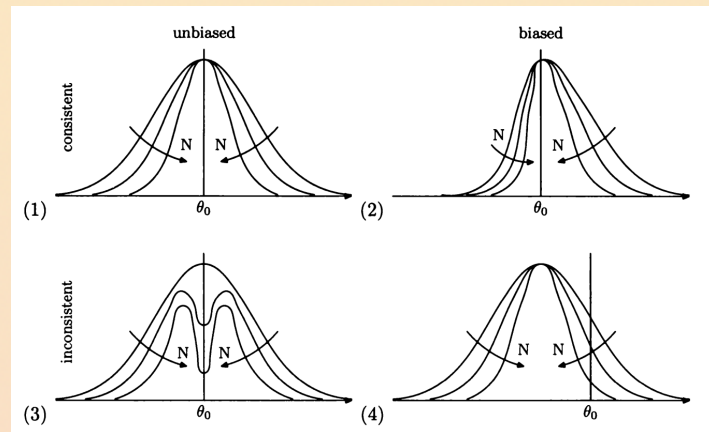 unbiased
biased
consistent
N
N
N
N
(1)
θ₀
(2)
θ₀
inconsistent
N
N
N
N
(3)
θ₀
(4)
θ₀